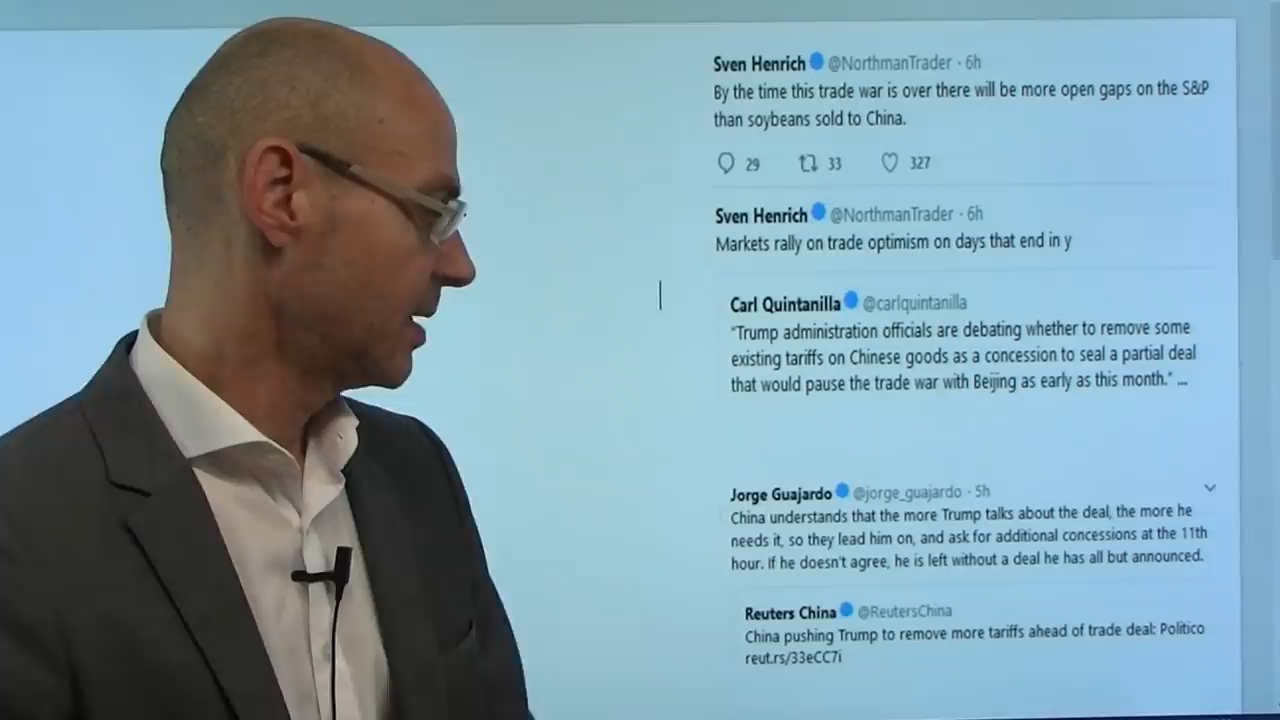 Sven Henrich @NorthmanTrader · 6h
By the time this trade war is over there will be more open gaps on the S&P
than soybeans sold to China.
29 33 327
Sven Henrich @NorthmanTrader · 6h
Markets rally on trade optimism on days that end in y
Carl Quintanilla @carlquintanilla
"Trump administration officials are debating whether to remove some
existing tariffs on Chinese goods as a concession to seal a partial deal
that would pause the trade war with Beijing as early as this month." ...
Jorge Guajardo @jorge_guajardo · 5h
China understands that the more Trump talks about the deal, the more he
needs it, so they lead him on, and ask for additional concessions at the 11th
hour. If he doesn't agree, he is left without a deal he has all but announced.
Reuters China @ReutersChina
China pushing Trump to remove more tariffs ahead of trade deal: Politico
reut.rs/33eCC7i